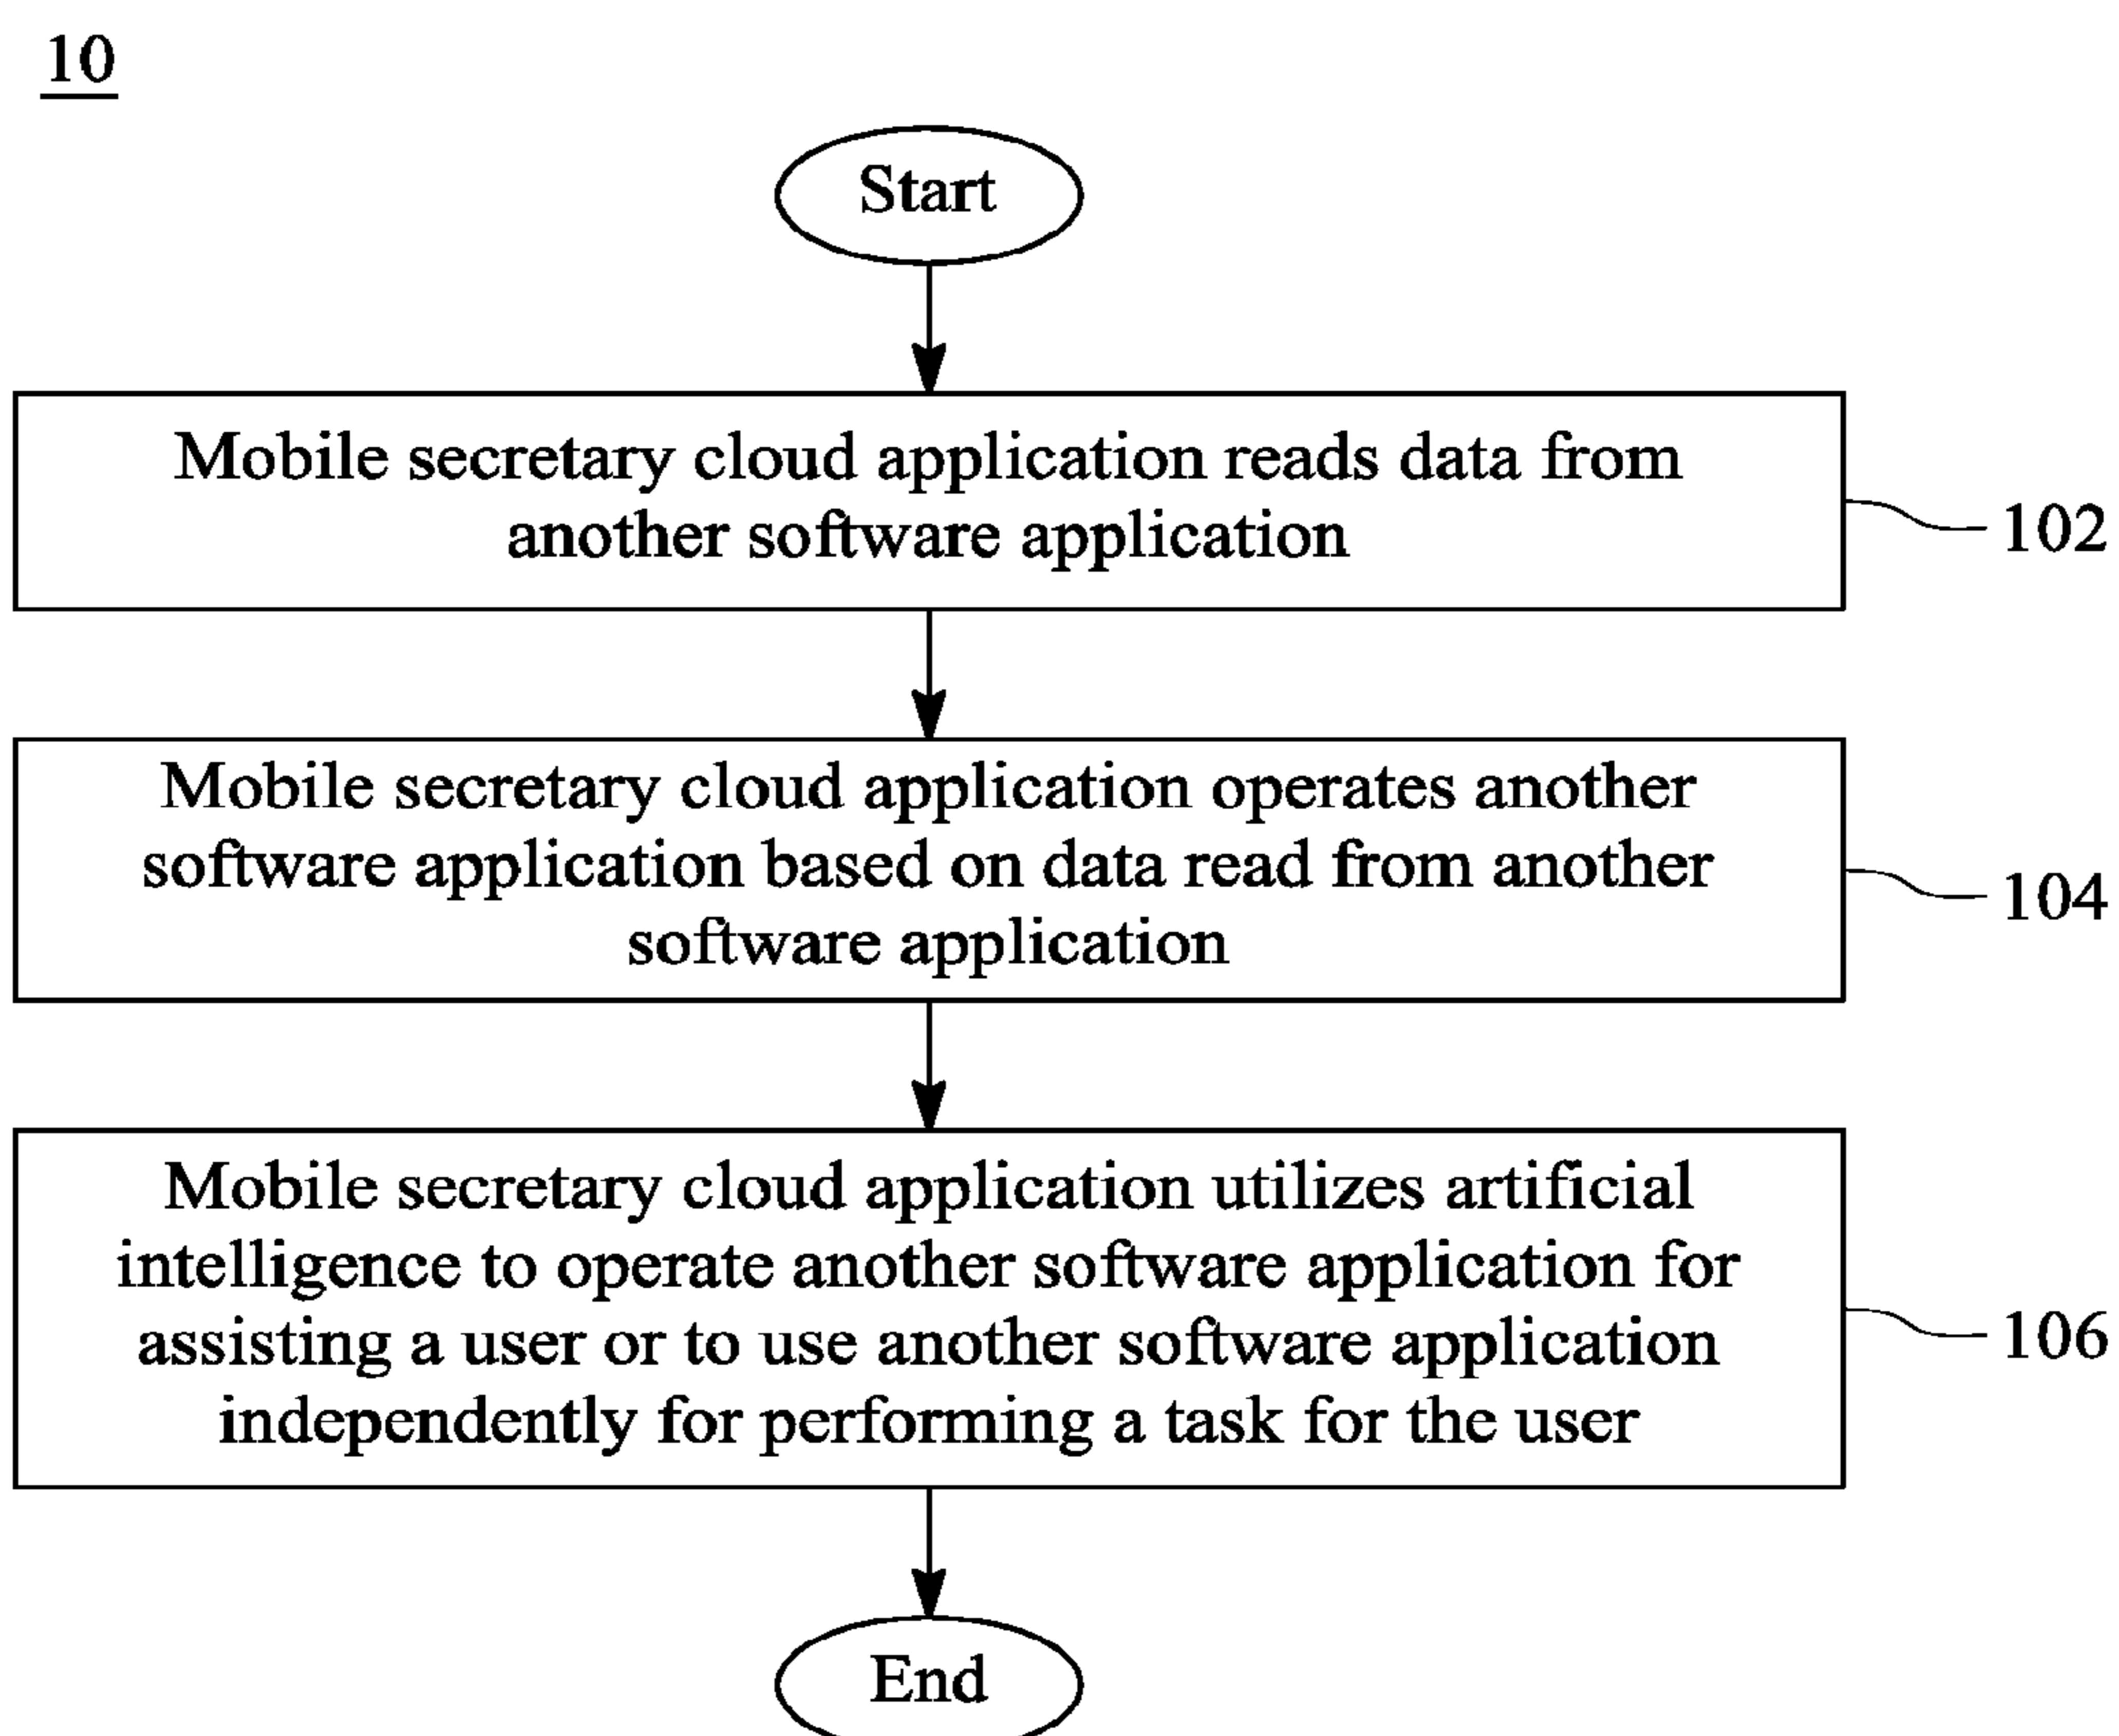 10
Start
Mobile secretary cloud application reads data from
another software application
102
Mobile secretary cloud application operates another
software application based on data read from another
software application
104
Mobile secretary cloud application utilizes artificial
intelligence to operate another software application for
assisting a user or to use another software application
independently for performing a task for the user
106
End